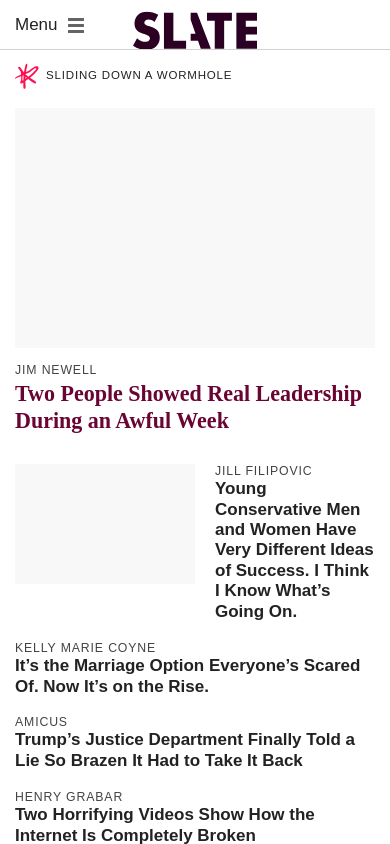 Menu
SLATE
SLIDING DOWN A WORMHOLE
JIM NEWELL
Two People Showed Real Leadership
During an Awful Week
JILL FILIPOVIC
Young
Conservative Men
and Women Have
Very Different Ideas
of Success. I Think
I Know What’s
Going On.
KELLY MARIE COYNE
It’s the Marriage Option Everyone’s Scared
Of. Now It’s on the Rise.
AMICUS
Trump’s Justice Department Finally Told a
Lie So Brazen It Had to Take It Back
HENRY GRABAR
Two Horrifying Videos Show How the
Internet Is Completely Broken